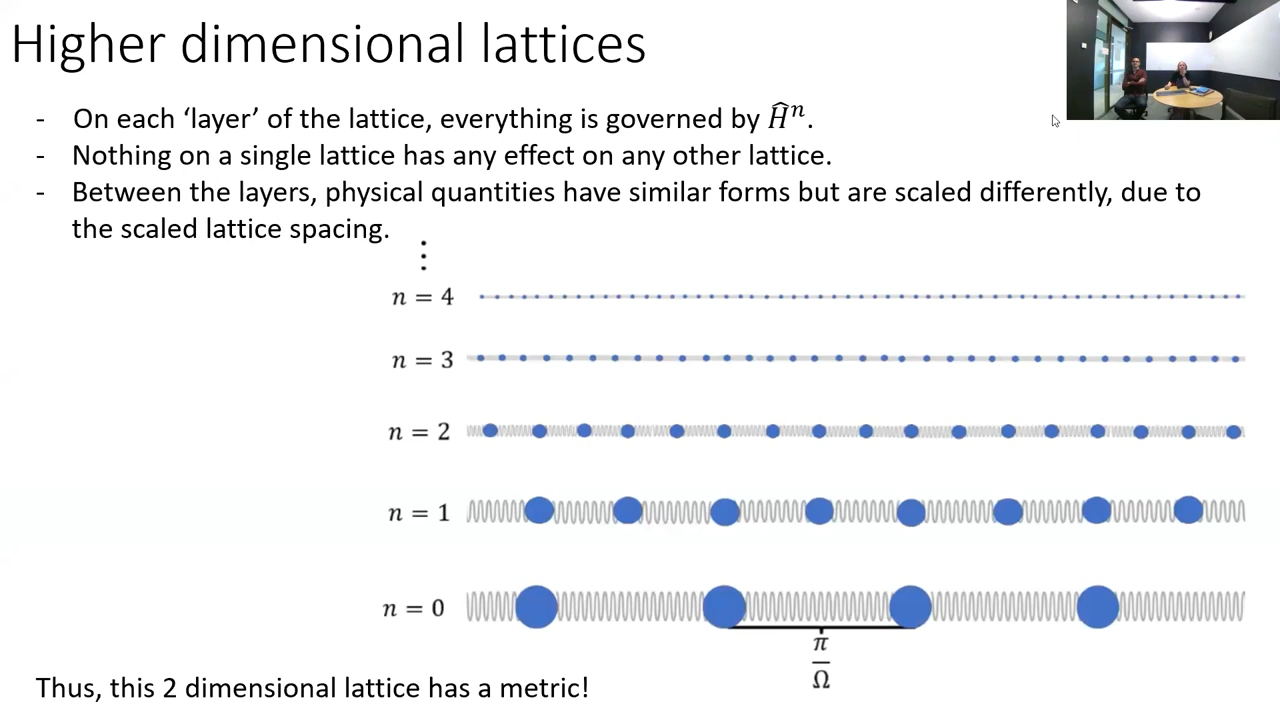 Higher dimensional lattices
- On each ‘layer’ of the lattice, everything is governed by Ĥⁿ.
- Nothing on a single lattice has any effect on any other lattice.
- Between the layers, physical quantities have similar forms but are scaled differently, due to
the scaled lattice spacing.
⋮
n = 4
n = 3
n = 2
n = 1
n = 0
π
Ω
Thus, this 2 dimensional lattice has a metric!